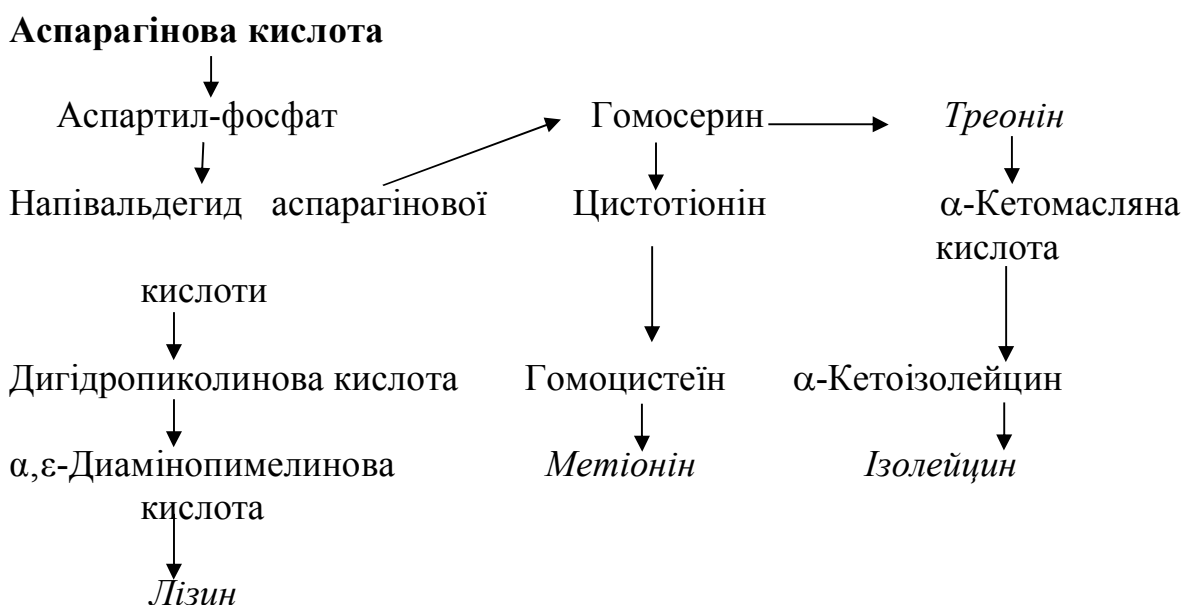 Аспарагінова кислота
Аспартил-фосфат Гомосерин Треонін
Напівальдегид аспарагінової Цистотіонін α-Кетомасляна
кислота
кислоти
Дигідропиколинова кислота Гомоцистеїн α-Кетоізолейцин
α,ε-Диамінопимелинова Метіонін Ізолейцин
кислота
Лізин